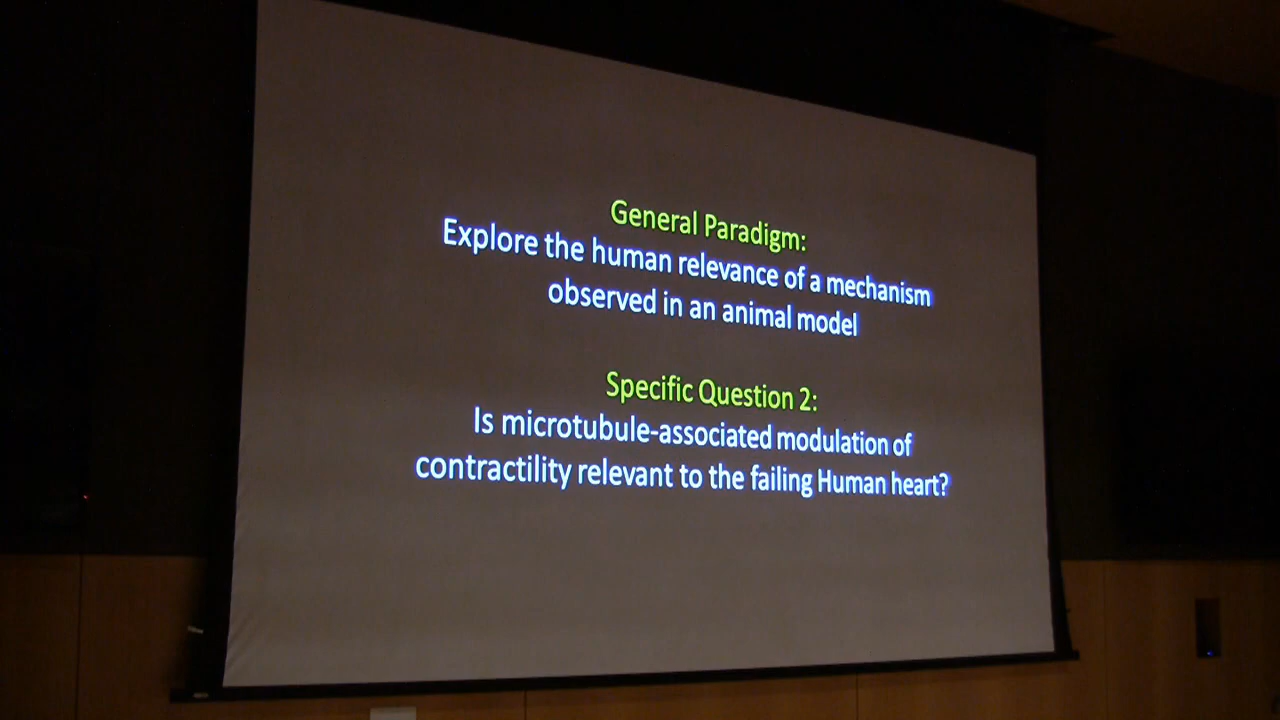 General Paradigm:
Explore the human relevance of a mechanism
observed in an animal model
Specific Question 2:
Is microtubule-associated modulation of
contractility relevant to the failing Human heart?